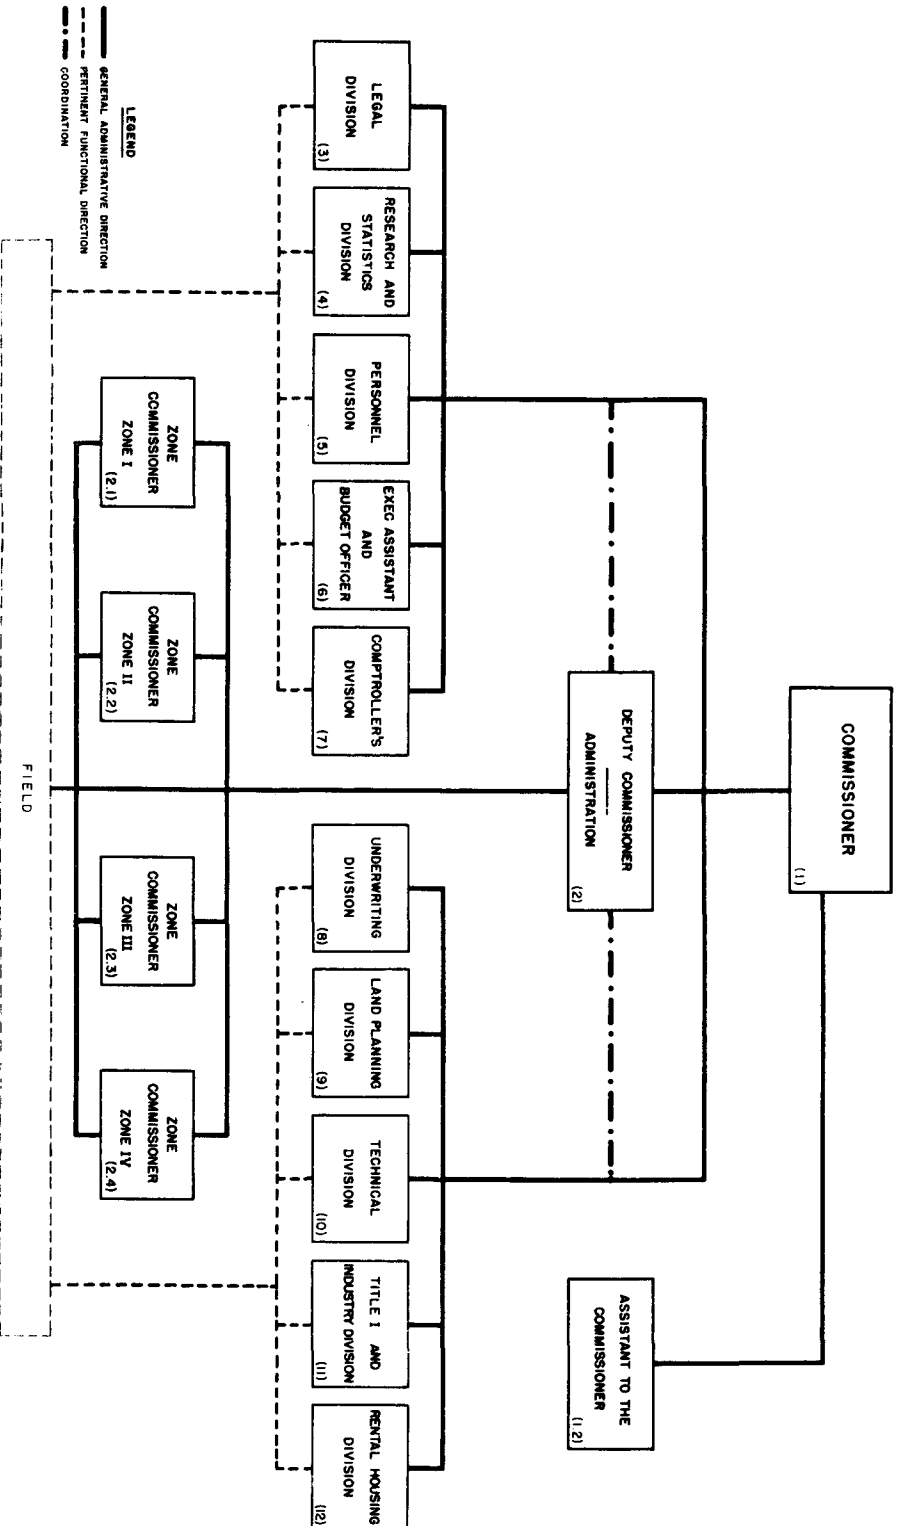 COMMISSIONER
(1)
ASSISTANT TO THE
COMMISSIONER
(1.2)
DEPUTY COMMISSIONER
ADMINISTRATION
(2)
LEGAL
DIVISION
(3)
RESEARCH AND
STATISTICS
DIVISION
(4)
PERSONNEL
DIVISION
(5)
EXEC ASSISTANT
AND
BUDGET OFFICER
(6)
COMPTROLLER'S
DIVISION
(7)
UNDERWRITING
DIVISION
(8)
LAND PLANNING
DIVISION
(9)
TECHNICAL
DIVISION
(10)
TITLE I AND
INDUSTRY DIVISION
(11)
RENTAL HOUSING
DIVISION
(12)
ZONE
COMMISSIONER
ZONE I
(2.1)
ZONE
COMMISSIONER
ZONE II
(2.2)
ZONE
COMMISSIONER
ZONE III
(2.3)
ZONE
COMMISSIONER
ZONE IV
(2.4)
LEGEND
GENERAL ADMINISTRATIVE DIRECTION
PERTINENT FUNCTIONAL DIRECTION
COORDINATION
FIELD